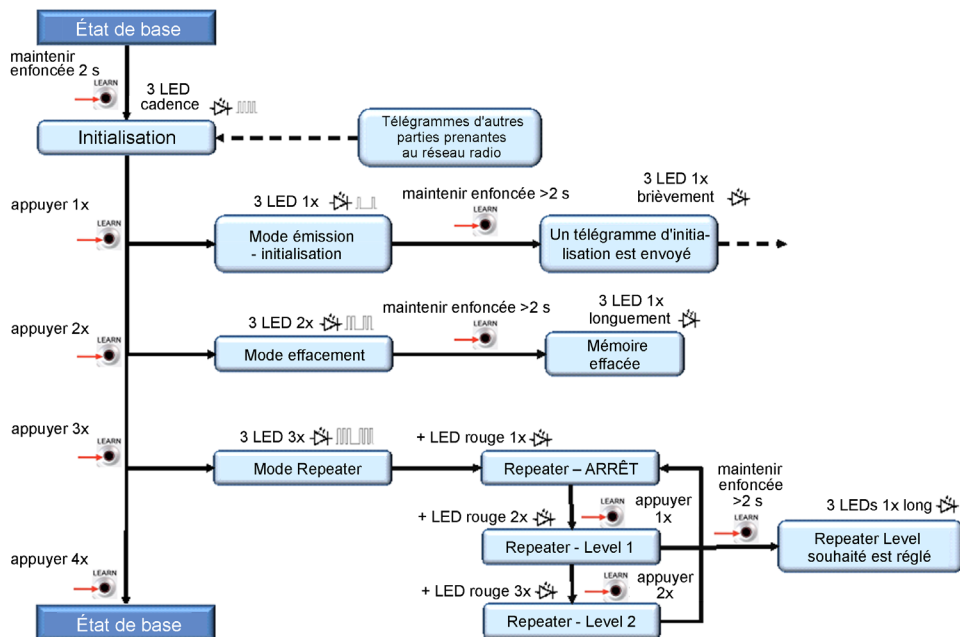 État de base
maintenir
enfoncée 2 s
LEARN
3 LED
cadence
Initialisation
Télégrammes d'autres
parties prenantes
au réseau radio
appuyer 1x
LEARN
3 LED 1x
Mode émission
- initialisation
maintenir enfoncée >2 s
LEARN
3 LED 1x
brièvement
Un télégramme d'initia-
lisation est envoyé
appuyer 2x
LEARN
3 LED 2x
Mode effacement
maintenir enfoncée >2 s
LEARN
3 LED 1x
longuement
Mémoire
effacée
appuyer 3x
LEARN
3 LED 3x
Mode Repeater
+ LED rouge 1x
Repeater – ARRÊT
LEARN
appuyer
1x
+ LED rouge 2x
Repeater - Level 1
maintenir
enfoncée
>2 s
LEARN
3 LEDs 1x long
Repeater Level
souhaité est réglé
LEARN
appuyer
2x
+ LED rouge 3x
Repeater - Level 2
appuyer 4x
LEARN
État de base